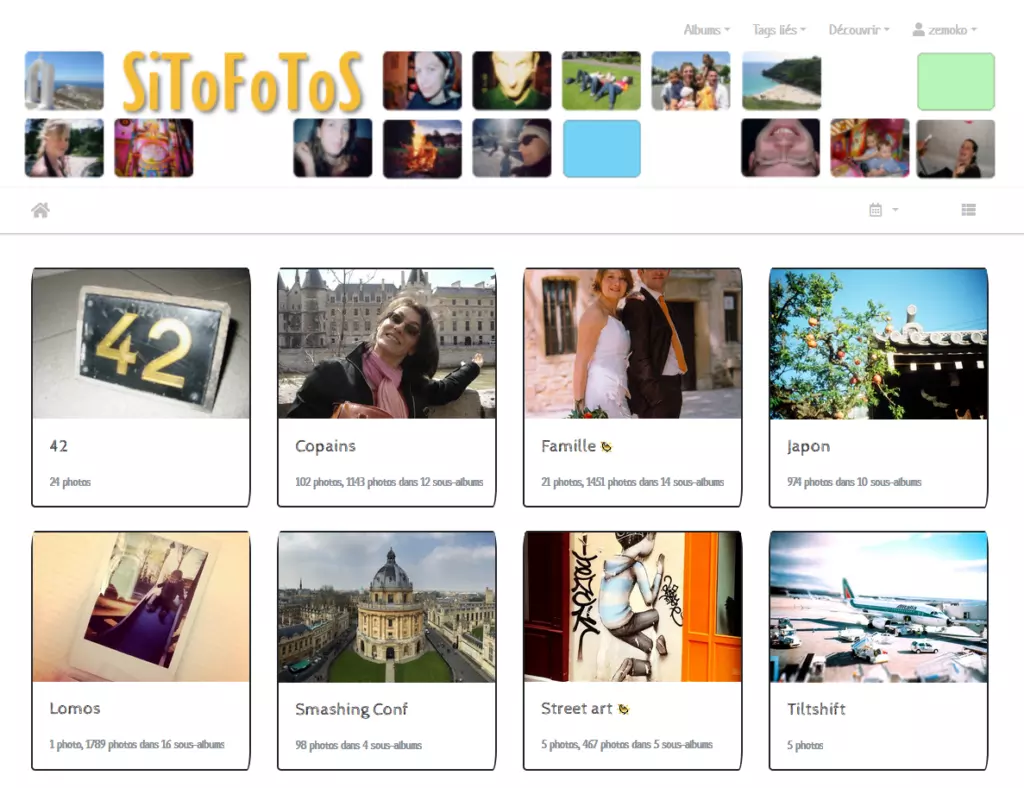 Albums Tags liés Découvrir zemoko
SiToFoToS
42
42
24 photos
Copains
102 photos, 1143 photos dans 12 sous-albums
Famille
21 photos, 1451 photos dans 14 sous-albums
Japon
974 photos dans 10 sous-albums
Lomos
1 photo, 1789 photos dans 16 sous-albums
Smashing Conf
98 photos dans 4 sous-albums
Street art
5 photos, 467 photos dans 5 sous-albums
Tiltshift
5 photos